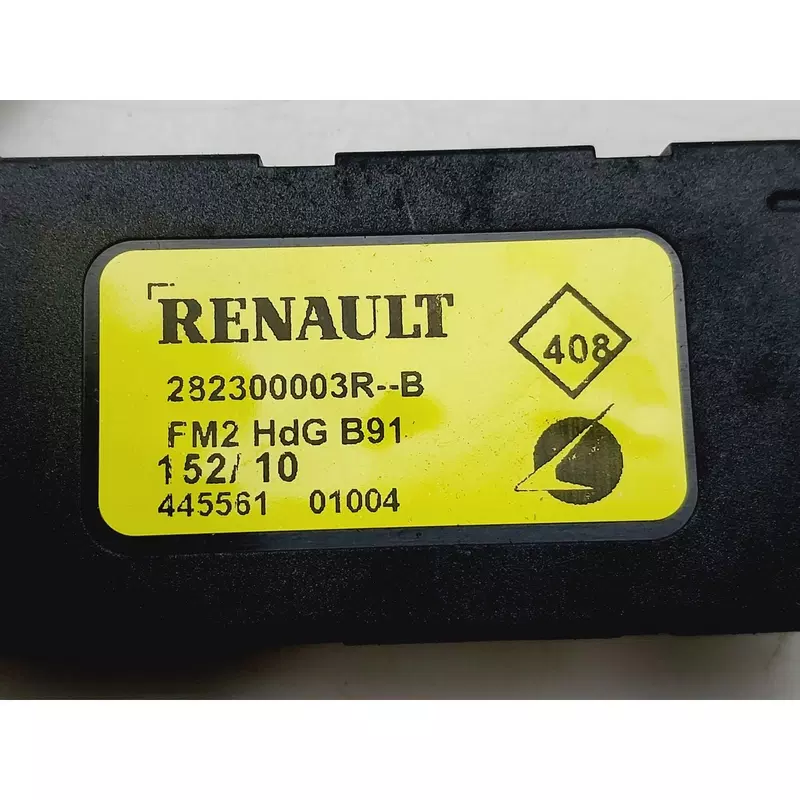 RENAULT
408
282300003R--B
FM2 HdG B91
152/ 10
445561 01004